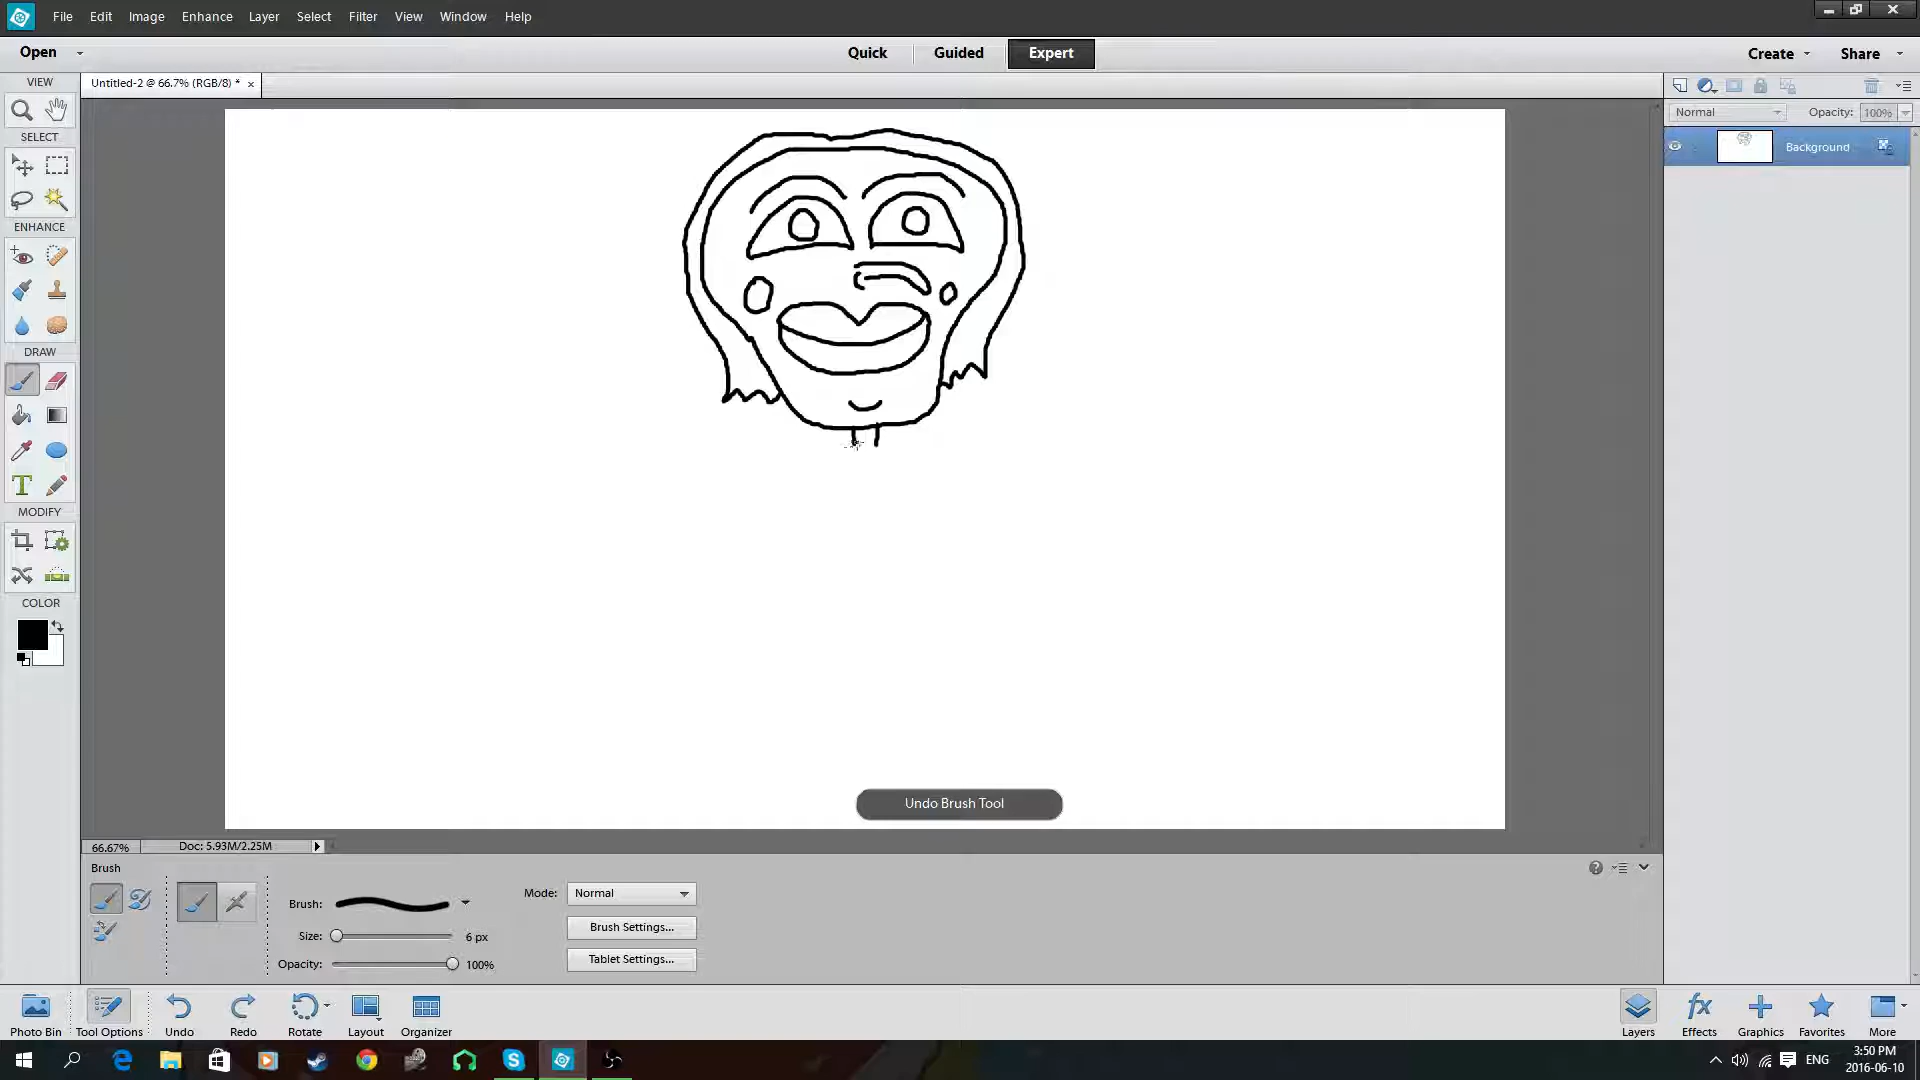 File Edit Image Enhance Layer Select Filter View Window Help
Open Quick Guided Expert Create Share
VIEW
Untitled-2 @ 66.7% (RGB/8) * ×
Normal Opacity: 100%
SELECT
Background
ENHANCE
DRAW
T
MODIFY
COLOR
Undo Brush Tool
66.67% Doc: 5.93M/2.25M
Brush
Mode: Normal
Brush:
Brush Settings...
Size: 6 px
Tablet Settings...
Opacity: 100%
fx
Photo Bin Tool Options Undo Redo Rotate Layout Organizer Layers Effects Graphics Favorites More
ENG
3:50 PM
2016-06-10